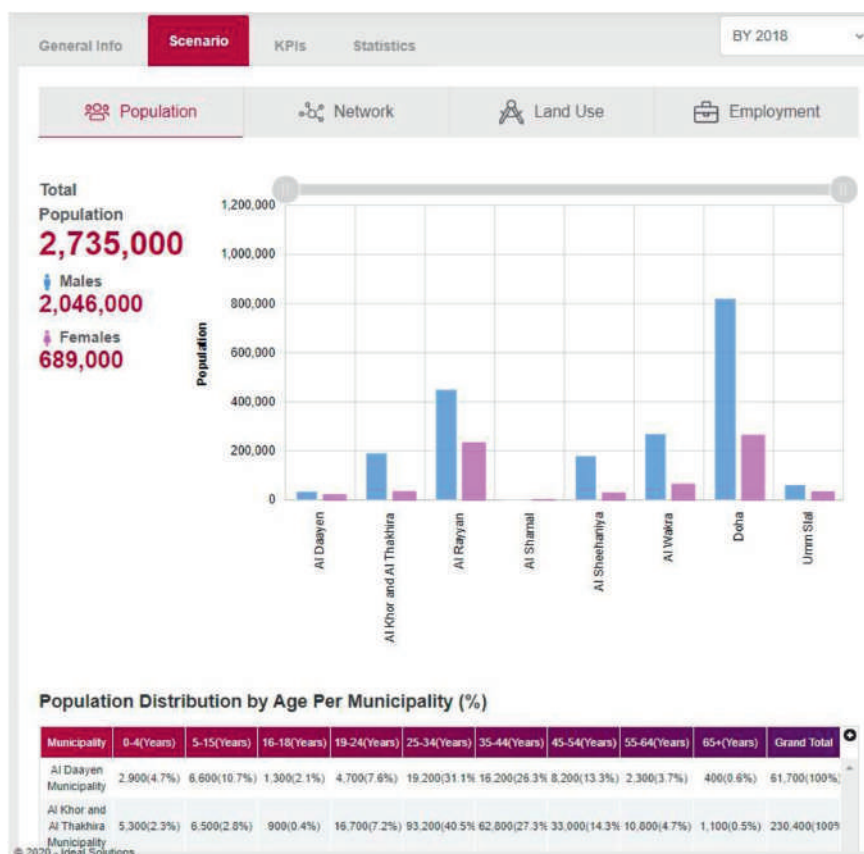 General Info Scenario KPIs Statistics BY 2018
Population Network Land Use Employment
Total
Population
2,735,000
Males
2,046,000
Females
689,000
Population
1,200,000
1,000,000
800,000
600,000
400,000
200,000
0
Al Daayen
Al Khor and Al Thakhira
Al Rayyan
Al Shamal
Al Sheehaniya
Al Wakra
Doha
Umm Slal
Population Distribution by Age Per Municipality (%)
Municipality 0-4(Years) 5-15(Years) 16-18(Years) 19-24(Years) 25-34(Years) 35-44(Years) 45-54(Years) 55-64(Years) 65+(Years) Grand Total
Al Daayen
Municipality
2,900(4.7%) 6,600(10.7%) 1,300(2.1%) 4,700(7.6%) 19,200(31.1% 16,200(26.3% 8,200(13.3%) 2,300(3.7%) 400(0.6%) 61,700(100%)
Al Khor and
Al Thakhira
Municipality
5,300(2.3%) 6,500(2.8%) 900(0.4%) 16,700(7.2%) 93,200(40.5% 62,800(27.3% 33,000(14.3% 10,800(4.7%) 1,100(0.5%) 230,400(100%
© 2020 - Ideal Solutions